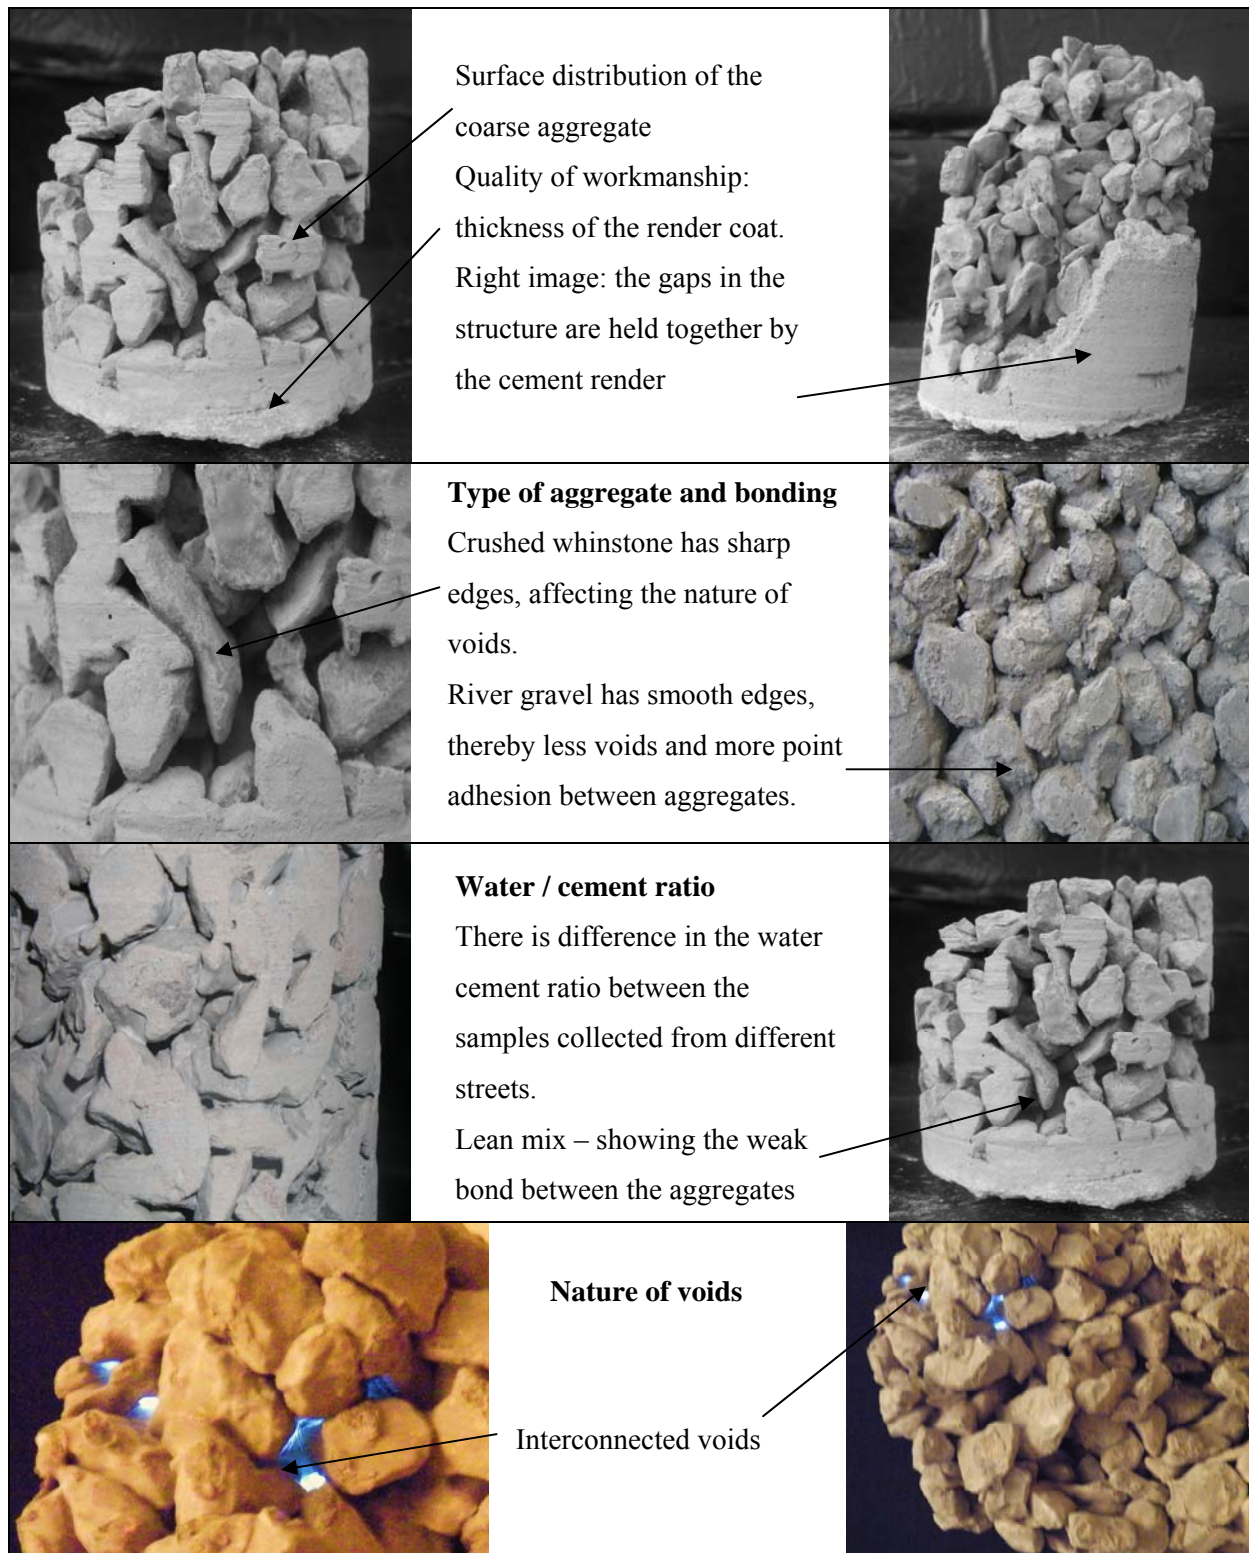 Surface distribution of the
coarse aggregate
Quality of workmanship:
thickness of the render coat.
Right image: the gaps in the
structure are held together by
the cement render
Type of aggregate and bonding
Crushed whinstone has sharp
edges, affecting the nature of
voids.
River gravel has smooth edges,
thereby less voids and more point
adhesion between aggregates.
Water / cement ratio
There is difference in the water
cement ratio between the
samples collected from different
streets.
Lean mix – showing the weak
bond between the aggregates
Nature of voids
Interconnected voids